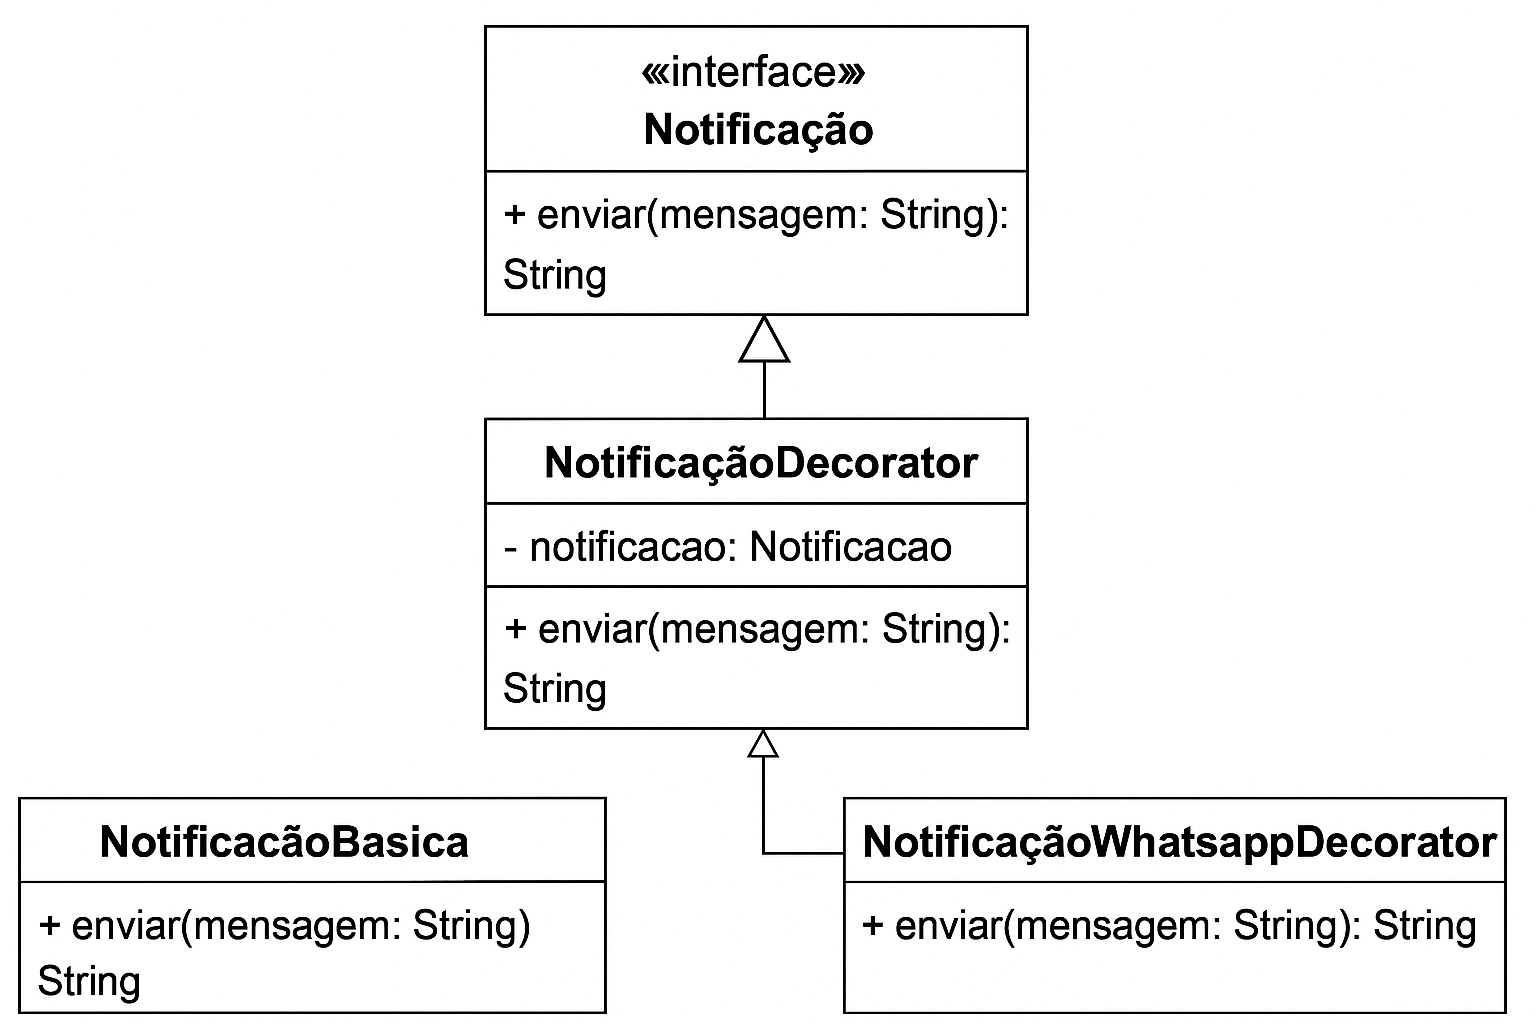 ‹‹‹interface›››
Notificação
+ enviar(mensagem: String):
String
NotificaçãoDecorator
- notificacao: Notificacao
+ enviar(mensagem: String):
String
NotificacãoBasica
+ enviar(mensagem: String)
String
NotificaçãoWhatsappDecorator
+ enviar(mensagem: String): String